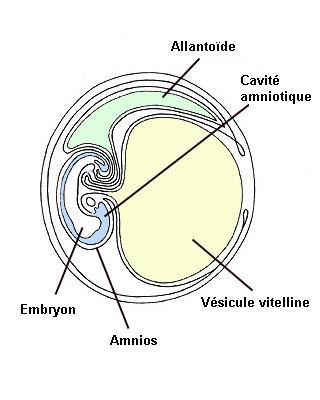 Allantoïde
Cavité
amniotique
Vésicule vitelline
Embryon
Amnios